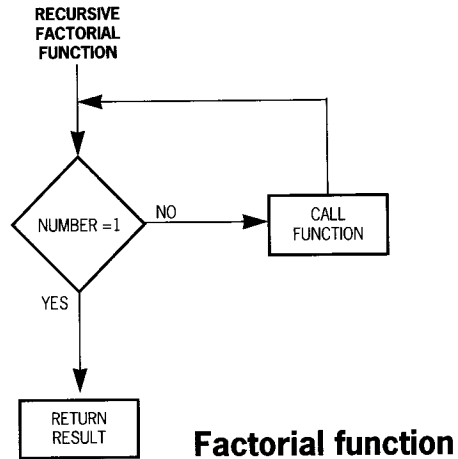 RECURSIVE
FACTORIAL
FUNCTION
NUMBER =1
NO
CALL
FUNCTION
YES
RETURN
RESULT
Factorial function